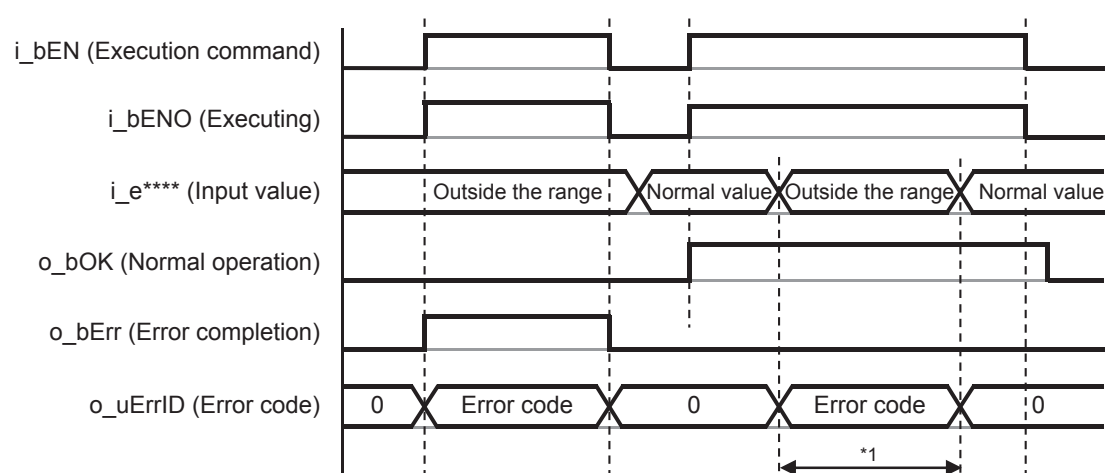 i_bEN (Execution command)
i_bENO (Executing)
i_e**** (Input value)
Outside the range
Normal value
Outside the range
Normal value
o_bOK (Normal operation)
o_bErr (Error completion)
o_uErrID (Error code)
0
Error code
0
Error code
0
*1